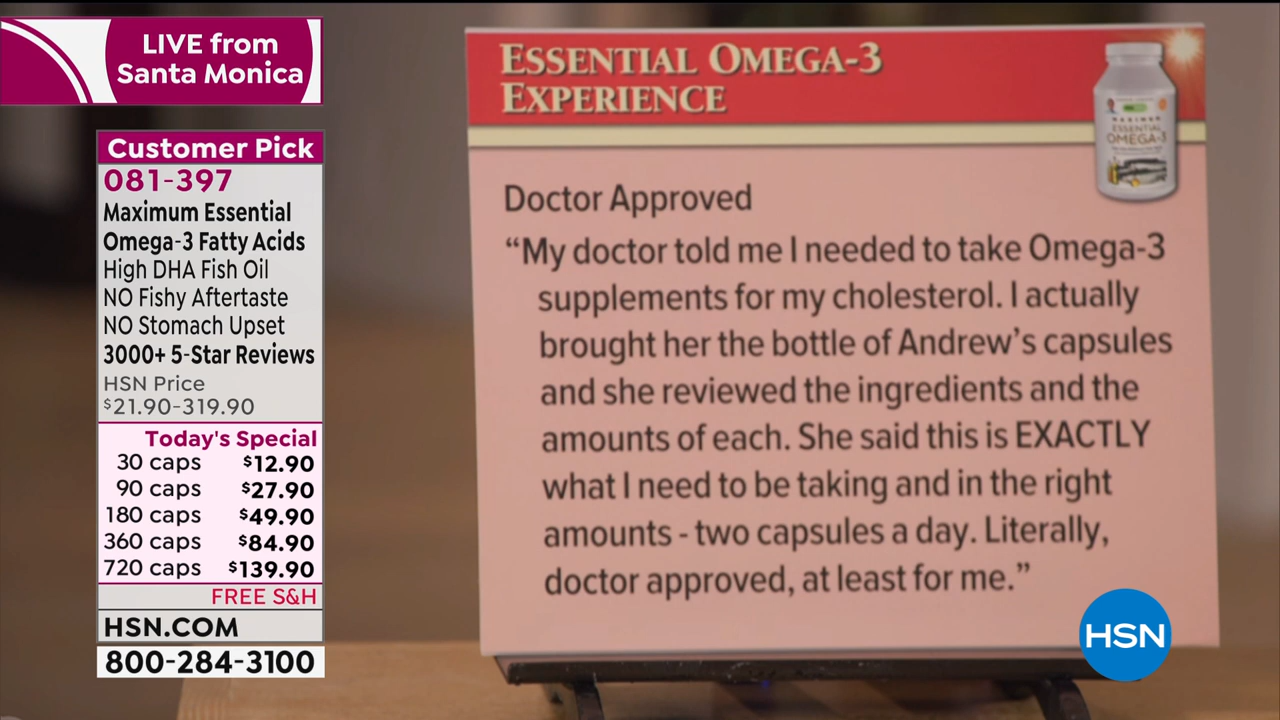 LIVE from
Santa Monica
Customer Pick
081-397
Maximum Essential
Omega-3 Fatty Acids
High DHA Fish Oil
NO Fishy Aftertaste
NO Stomach Upset
3000+ 5-Star Reviews
HSN Price
$21.90-319.90
Today's Special
30 caps $12.90
90 caps $27.90
180 caps $49.90
360 caps $84.90
720 caps $139.90
FREE S&H
HSN.COM
800-284-3100
ESSENTIAL OMEGA-3
EXPERIENCE
MAXIMUM
ESSENTIAL
OMEGA-3
Doctor Approved
“My doctor told me I needed to take Omega-3
supplements for my cholesterol. I actually
brought her the bottle of Andrew’s capsules
and she reviewed the ingredients and the
amounts of each. She said this is EXACTLY
what I need to be taking and in the right
amounts - two capsules a day. Literally,
doctor approved, at least for me.”
HSN